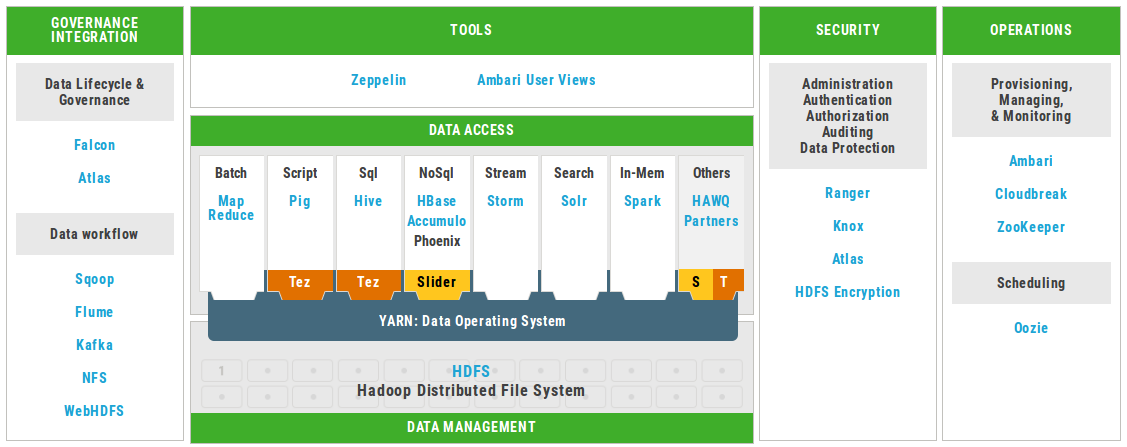 GOVERNANCE
INTEGRATION
Data Lifecycle &
Governance
Falcon
Atlas
Data workflow
Sqoop
Flume
Kafka
NFS
WebHDFS
TOOLS
Zeppelin
Ambari User Views
DATA ACCESS
Batch
Map
Reduce
Script
Pig
Tez
Sql
Hive
Tez
NoSql
HBase
Accumulo
Phoenix
Slider
Stream
Storm
Search
Solr
In-Mem
Spark
Others
HAWQ
Partners
S T
YARN: Data Operating System
1
HDFS
Hadoop Distributed File System
DATA MANAGEMENT
SECURITY
Administration
Authentication
Authorization
Auditing
Data Protection
Ranger
Knox
Atlas
HDFS Encryption
OPERATIONS
Provisioning,
Managing,
& Monitoring
Ambari
Cloudbreak
ZooKeeper
Scheduling
Oozie